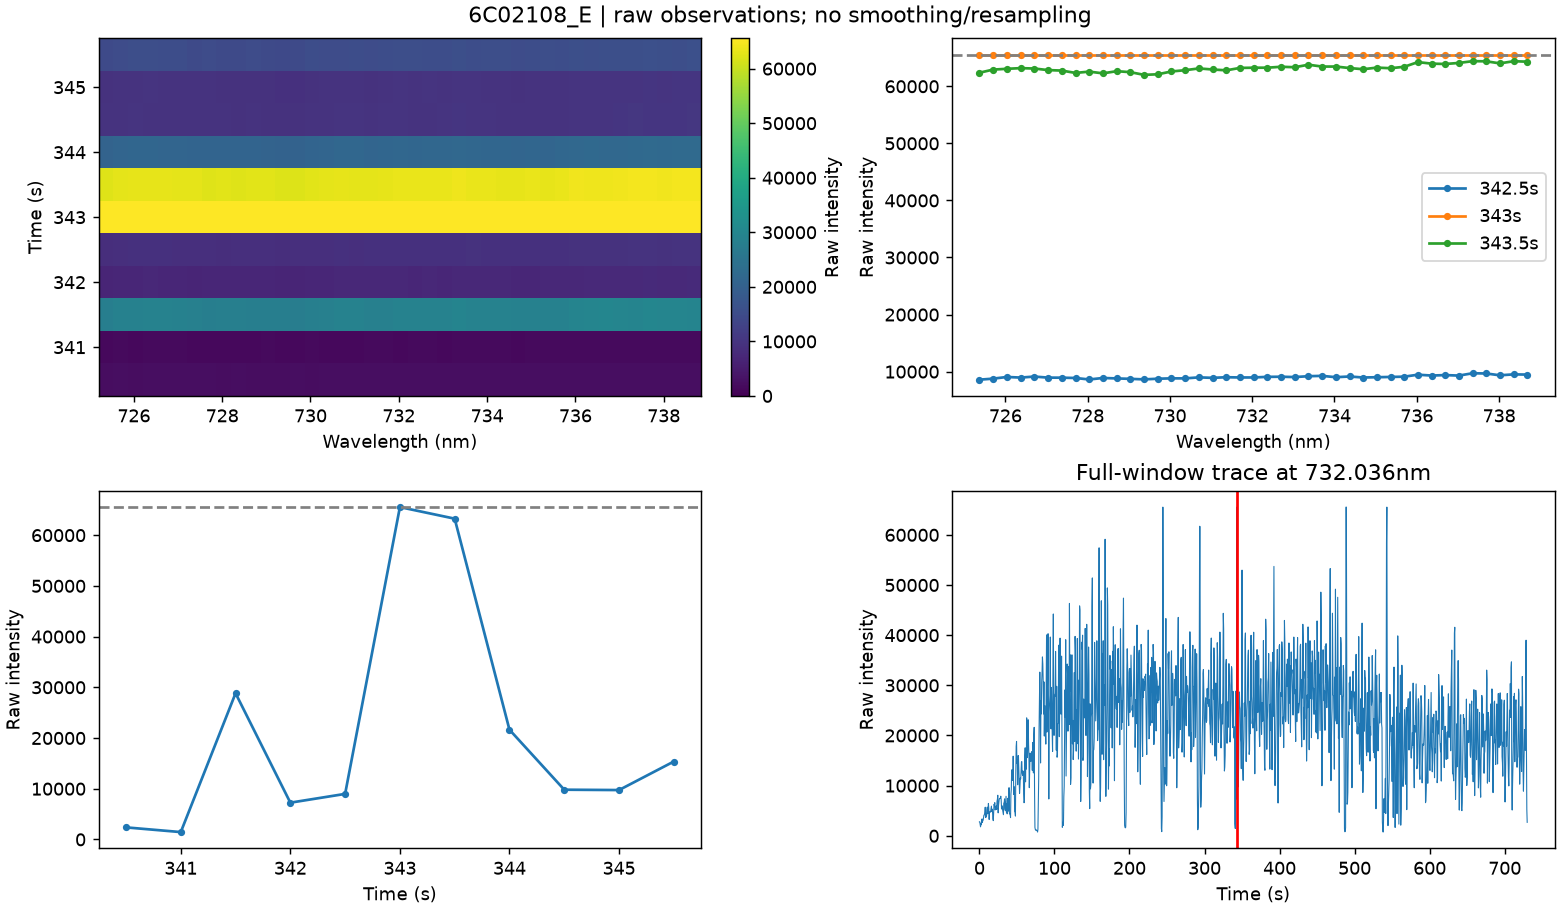 6C02108_E | raw observations; no smoothing/resampling
345
344
343
342
341
Time (s)
726 728 730 732 734 736 738
Wavelength (nm)
60000
50000
40000
30000
20000
10000
0
Raw intensity
60000
50000
40000
30000
20000
10000
Raw intensity
342.5s
343s
343.5s
726 728 730 732 734 736 738
Wavelength (nm)
60000
50000
40000
30000
20000
10000
0
Raw intensity
341 342 343 344 345
Time (s)
Full-window trace at 732.036nm
60000
50000
40000
30000
20000
10000
0
Raw intensity
0 100 200 300 400 500 600 700
Time (s)